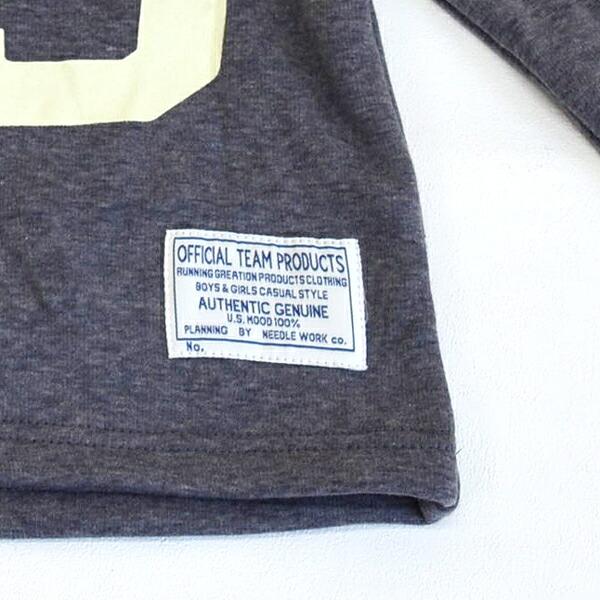 OFFICIAL TEAM PRODUCTS
RUNNING GREATION PRODUCTS CLOTHING
BOYS & GIRLS CASUAL STYLE
AUTHENTIC GENUINE
U.S. MOOD 100%
PLANNING BY NEEDLE WORK CO.
No.